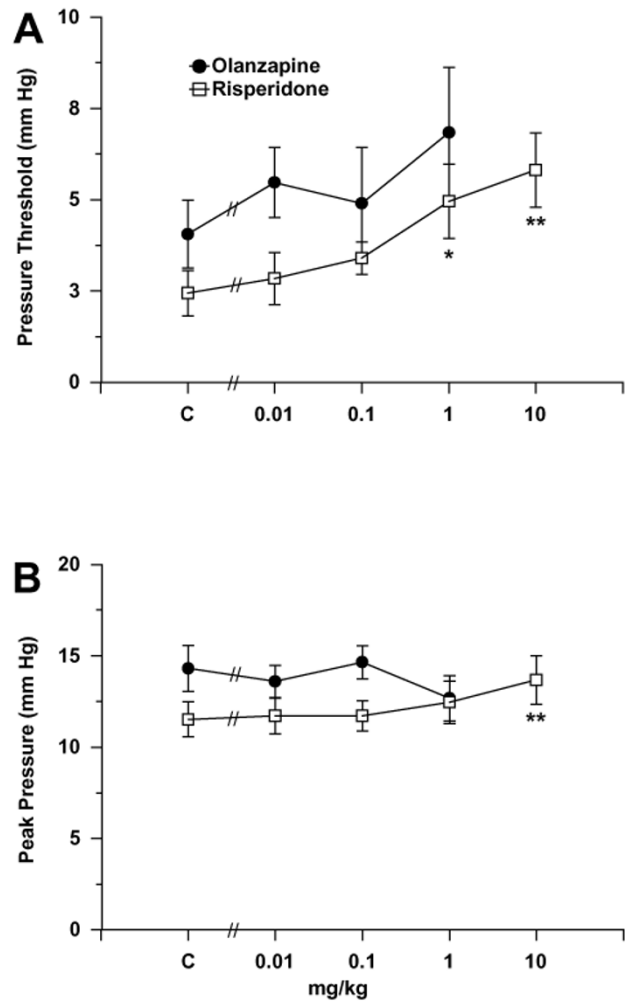 A
10
8
5
3
0
Pressure Threshold (mm Hg)
Olanzapine
Risperidone
*
**
//
//
//
C 0.01 0.1 1 10
B
20
15
10
5
0
Peak Pressure (mm Hg)
**
//
//
//
C 0.01 0.1 1 10
mg/kg